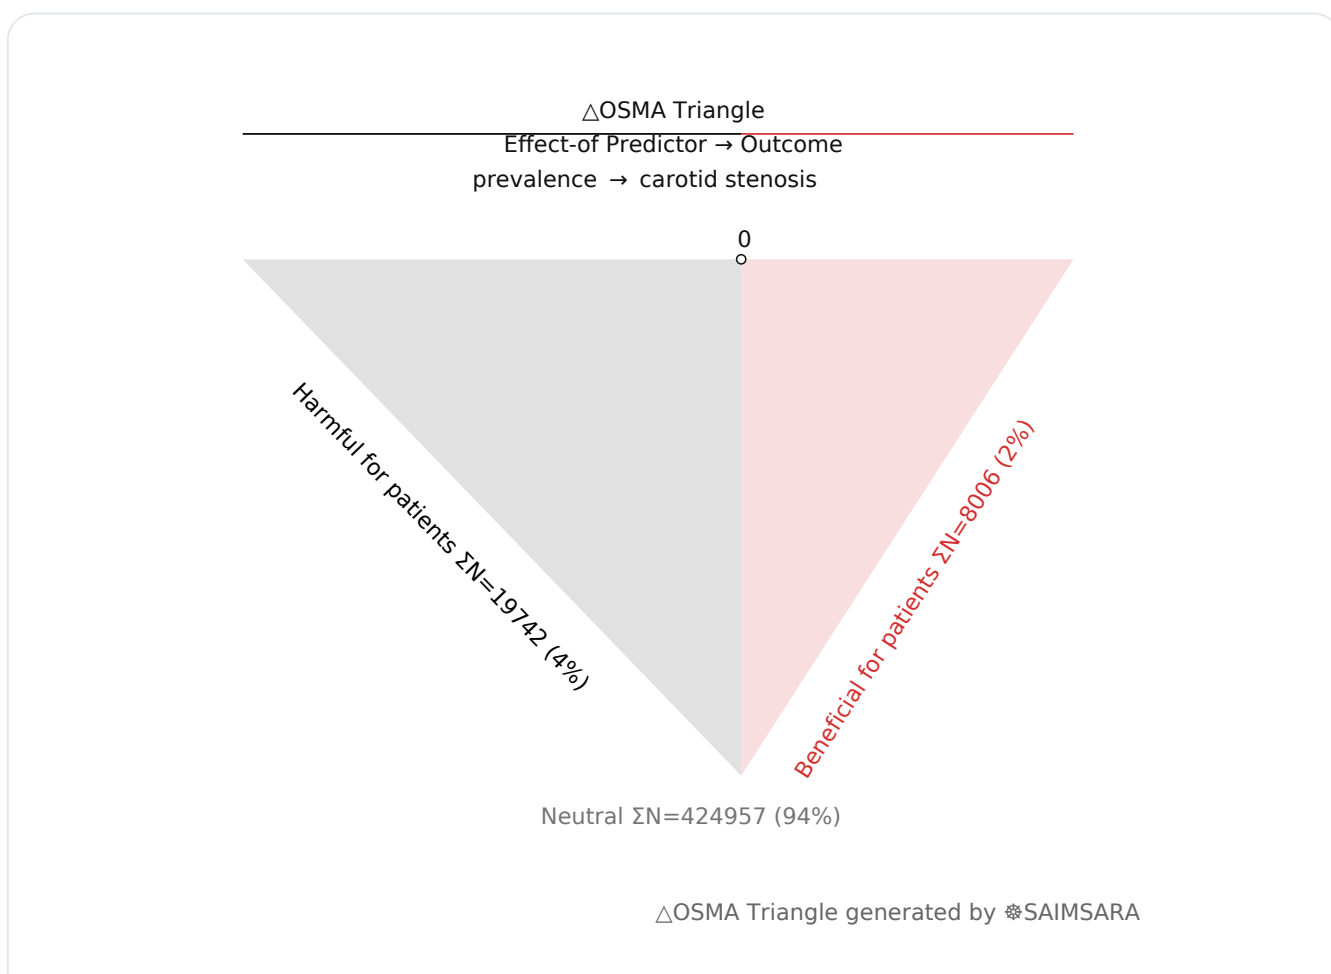 △OSMA Triangle
Effect-of Predictor → Outcome
prevalence → carotid stenosis
0
Harmful for patients ΣN=19742 (4%)
Beneficial for patients ΣN=8006 (2%)
Neutral ΣN=424957 (94%)
△OSMA Triangle generated by ☸SAIMSARA